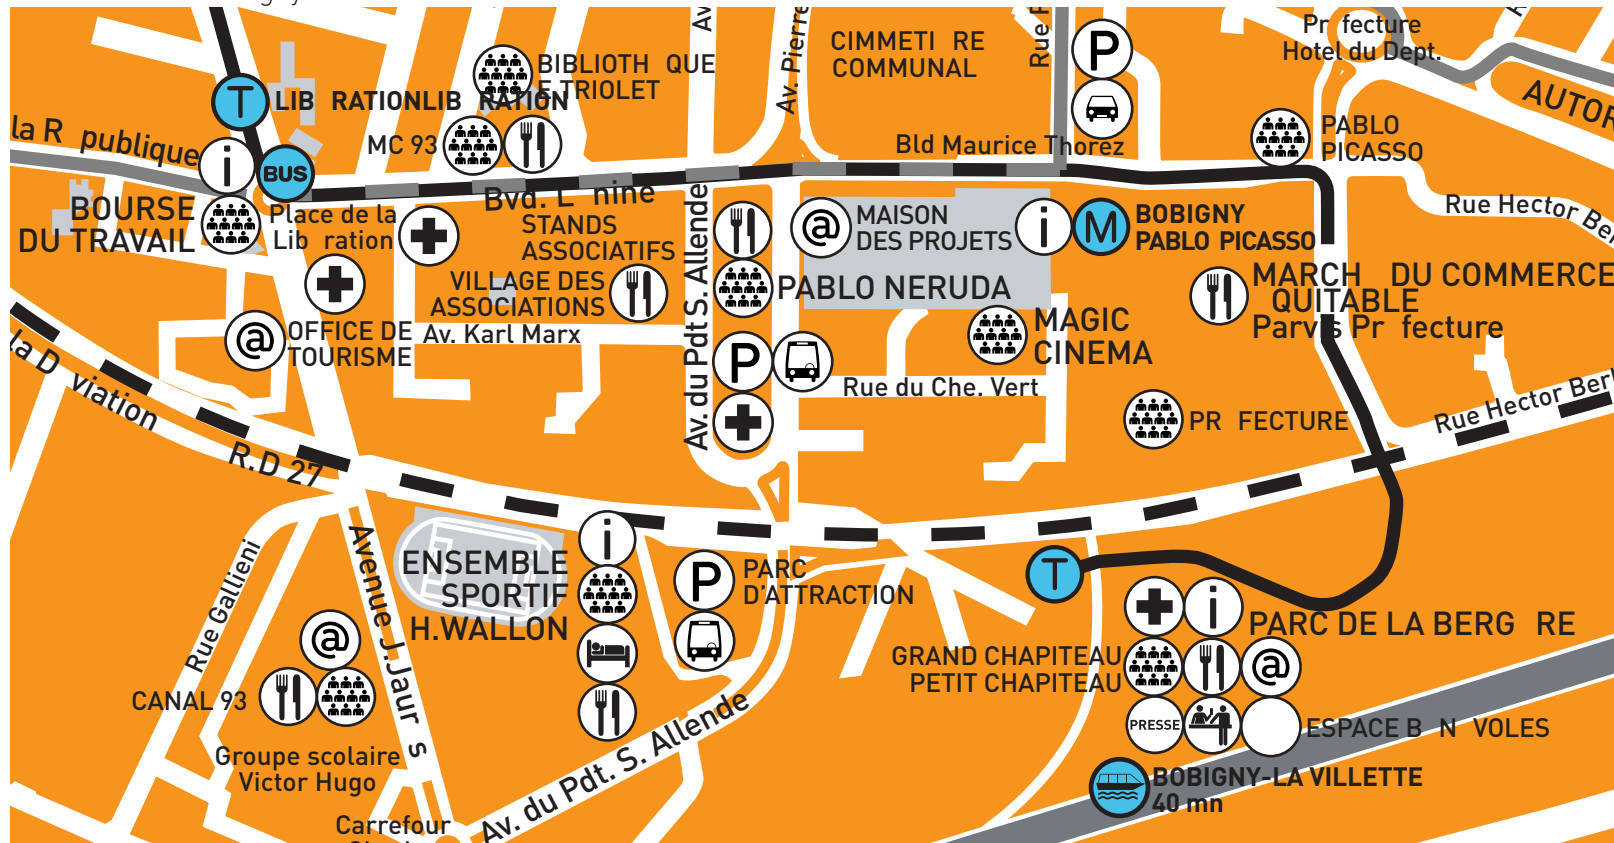 Pr fecture
Hotel du Dept.
CIMMETI RE
COMMUNAL
Av. Pierre
Av
P
BIBLIOTH QUE
E TRIOLET
T
LIB RATIONLIB RATION
AUTOR
la R publique
MC 93
Bld Maurice Thorez
PABLO
PICASSO
i
BUS
Bvd. L nine
BOURSE
DU TRAVAIL
Place de la
Lib ration
STANDS
ASSOCIATIFS
@
MAISON
DES PROJETS
i
M
BOBIGNY
PABLO PICASSO
Rue Hector Ber
VILLAGE DES
ASSOCIATIONS
Av. du Pdt S. Allende
PABLO NERUDA
MARCH DU COMMERCE
QUITABLE
Parvis Pr fecture
@
OFFICE DE
TOURISME
Av. Karl Marx
MAGIC
CINEMA
P
Rue du Che. Vert
la D viation
PR FECTURE
Rue Hector Berl
R.D 27
Avenue J.Jaur s
Rue Gallieni
i
ENSEMBLE
SPORTIF
H.WALLON
P
PARC
D'ATTRACTION
T
i
PARC DE LA BERG RE
@
GRAND CHAPITEAU
PETIT CHAPITEAU
@
CANAL 93
PRESSE
ESPACE B N VOLES
Groupe scolaire
Victor Hugo
Av. du Pdt. S. Allende
BOBIGNY-LA VILLETTE
40 mn
Carrefour